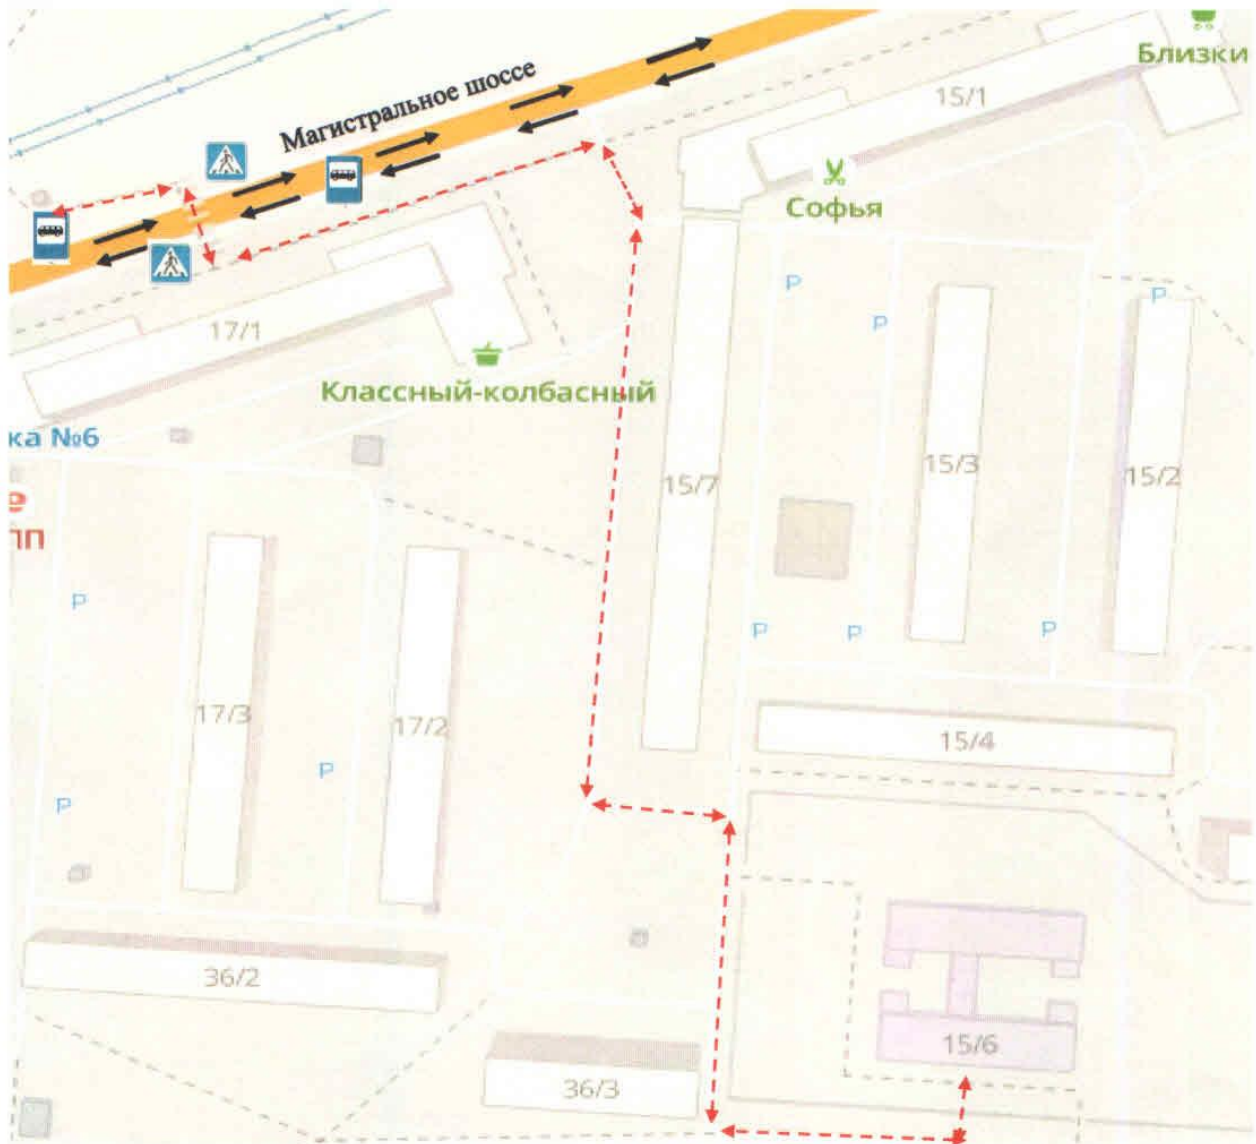 Близки
Магистральное шоссе
15/1
Софья
17/1
P
P
P
Классный-колбасный
ка №6
15/7
15/3
15/2
е
ПП
P
P
P
P
17/3
17/2
15/4
P
P
36/2
15/6
36/3